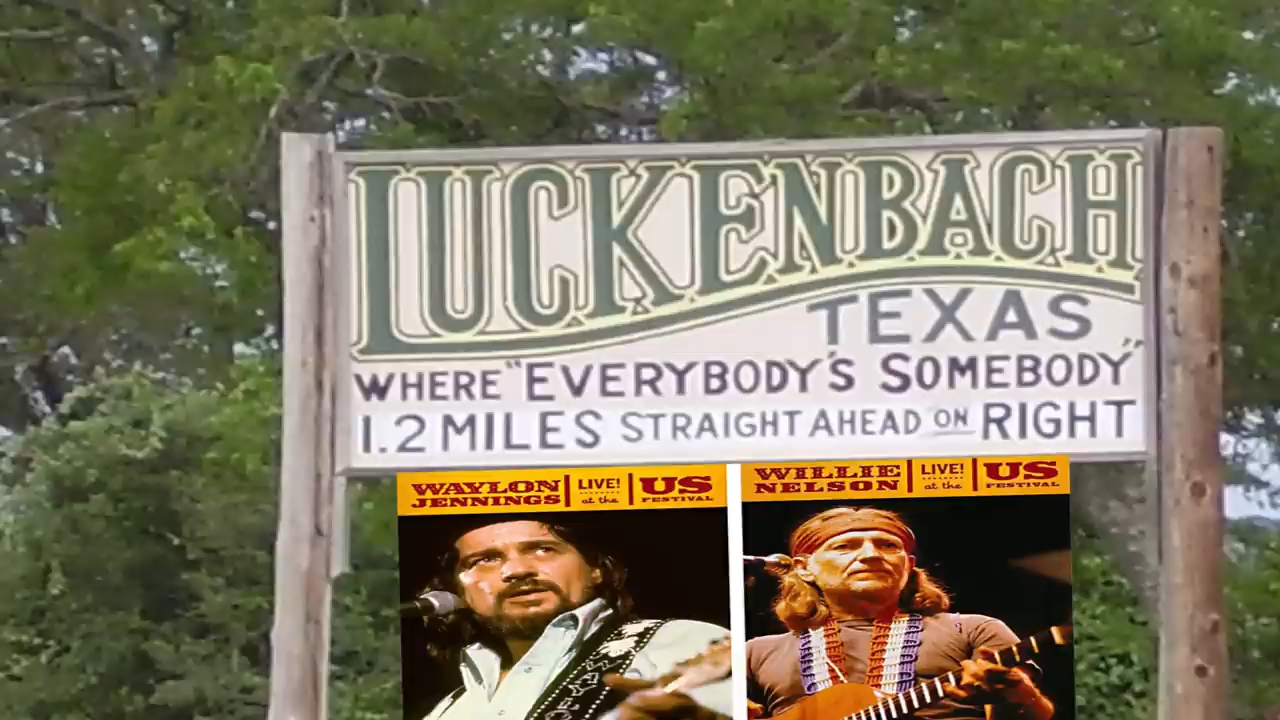 LUCKENBACH
TEXAS
WHERE "EVERYBODY'S SOMEBODY"
1.2 MILES STRAIGHT AHEAD ON RIGHT
WAYLON JENNINGS
LIVE!
at the
US
FESTIVAL
WILLIE NELSON
LIVE!
at the
US
FESTIVAL